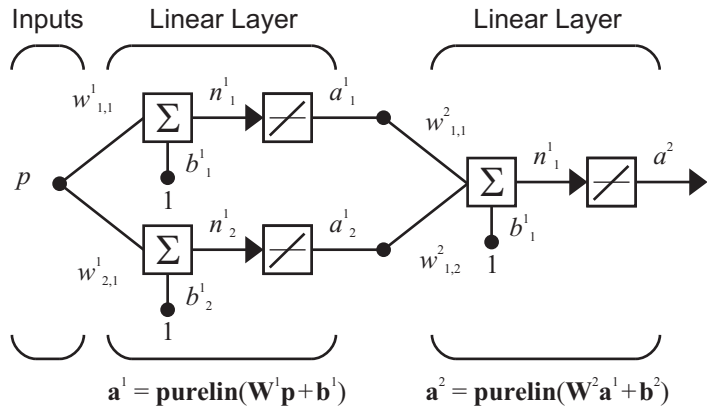 Inputs Linear Layer Linear Layer
w¹₁,₁ n¹₁ a¹₁
Σ
w²₁,₁
b¹₁
1
n¹₁ a²
p
Σ
n¹₂ a¹₂
b¹₁
Σ
w²₁,₂
1
w¹₂,₁
b¹₂
1
a¹ = purelin(W¹p + b¹) a² = purelin(W²a¹ + b²)